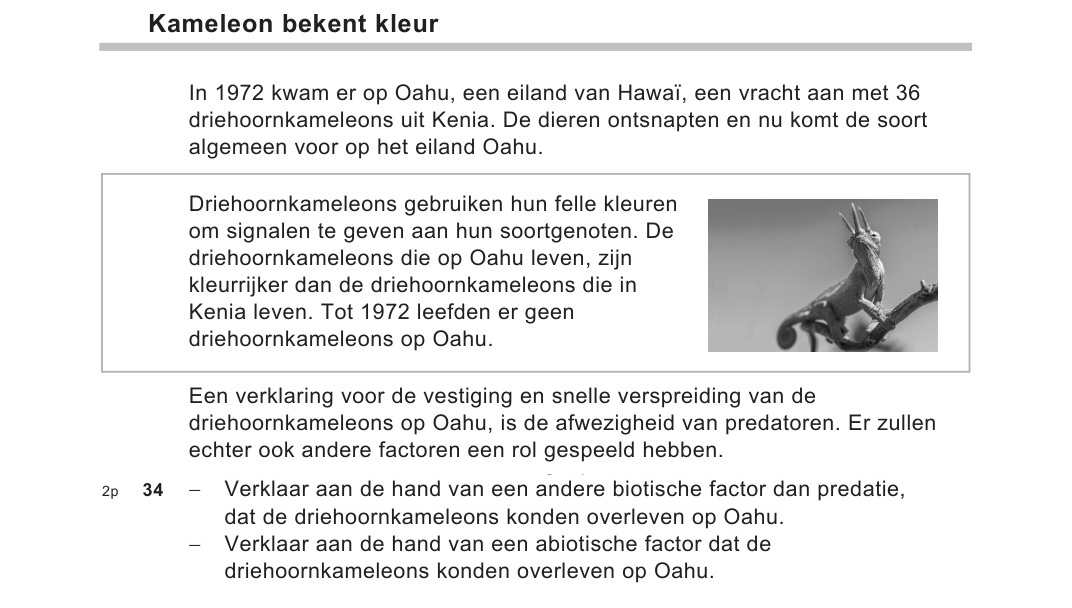 Kameleon bekent kleur
In 1972 kwam er op Oahu, een eiland van Hawaï, een vracht aan met 36
driehoornkameleons uit Kenia. De dieren ontsnapten en nu komt de soort
algemeen voor op het eiland Oahu.
Driehoornkameleons gebruiken hun felle kleuren
om signalen te geven aan hun soortgenoten. De
driehoornkameleons die op Oahu leven, zijn
kleurrijker dan de driehoornkameleons die in
Kenia leven. Tot 1972 leefden er geen
driehoornkameleons op Oahu.
Een verklaring voor de vestiging en snelle verspreiding van de
driehoornkameleons op Oahu, is de afwezigheid van predatoren. Er zullen
echter ook andere factoren een rol gespeeld hebben.
2p 34 – Verklaar aan de hand van een andere biotische factor dan predatie,
dat de driehoornkameleons konden overleven op Oahu.
– Verklaar aan de hand van een abiotische factor dat de
driehoornkameleons konden overleven op Oahu.